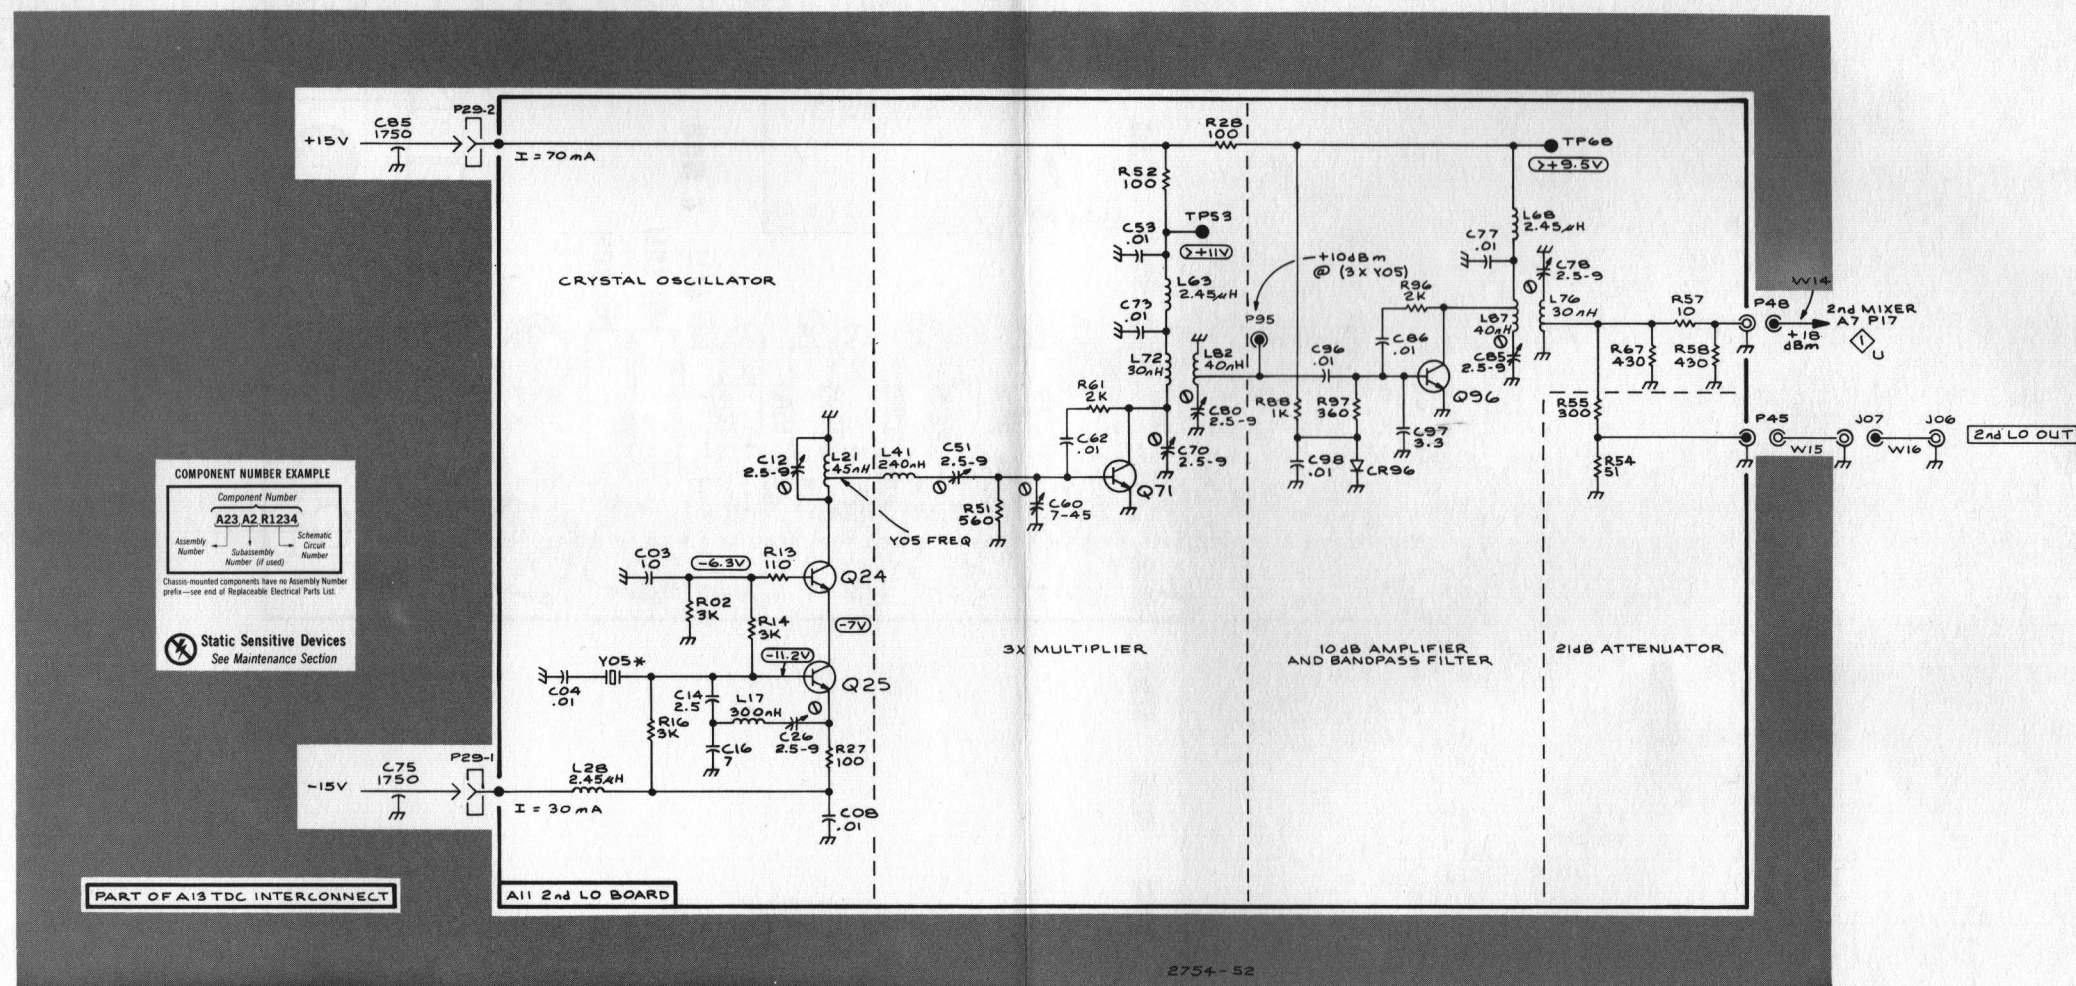 P29-2
C85
1750
+15V
I = 70mA
R28
100
TP68
>+9.5V
R52
100
TP53
>+11V
C53
.01
L63
2.45µH
C73
.01
L72
30nH
R61
2K
C62
.01
Q71
C70
2.5-9
L82
40nH
C80
2.5-9
CRYSTAL OSCILLATOR
+10dBm
@ (3X Y05)
P95
C96
.01
R88
1K
R97
360
C98
.01
CR96
R96
2K
C86
.01
Q96
C97
3.3
C77
.01
L68
2.45µH
C78
2.5-9
L87
40nH
C85
2.5-9
L76
30nH
R57
10
R67
430
R58
430
R55
300
R54
51
P48
W14
2nd MIXER
A7 P17
+18
dBm
1
U
P45
W15
J07
W16
J06
2nd LO OUT
C12
2.5-9
L21
45nH
L41
240nH
C51
2.5-9
R51
560
C60
7-45
Y05 FREQ
C03
10
-6.3V
R13
110
Q24
R02
3K
R14
3K
-7V
-11.2V
Q25
Y05*
C04
.01
R16
3K
C14
2.5
L17
300nH
C26
2.5-9
C16
7
R27
100
C08
.01
3X MULTIPLIER
10 dB AMPLIFIER
AND BANDPASS FILTER
21dB ATTENUATOR
COMPONENT NUMBER EXAMPLE
Component Number
A23 A2 R1234
Assembly
Number
Subassembly
Number (if used)
Schematic
Circuit
Number
Chassis-mounted components have no Assembly Number
prefix—see end of Replaceable Electrical Parts List.
Static Sensitive Devices
See Maintenance Section
P29-1
C75
1750
-15V
L28
2.45µH
I = 30mA
PART OF A13 TDC INTERCONNECT
A11 2nd LO BOARD
2754-52